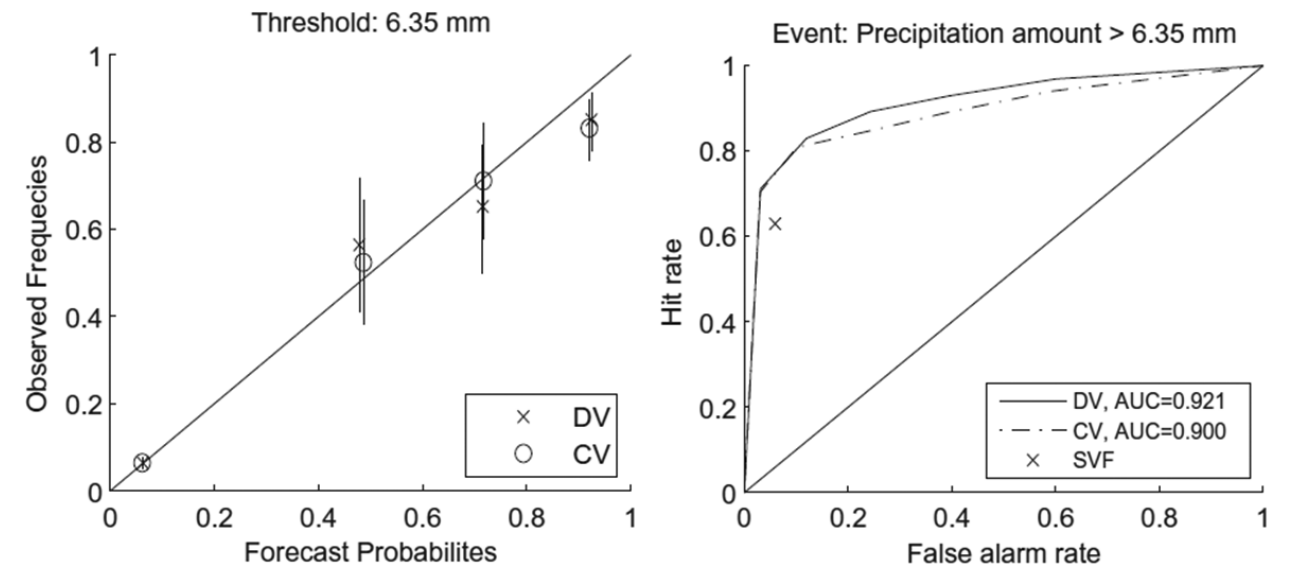 Threshold: 6.35 mm
1
0.8
0.6
0.4
0.2
0
0 0.2 0.4 0.6 0.8 1
Observed Frequecies
Forecast Probabilites
DV
CV
Event: Precipitation amount > 6.35 mm
1
0.8
0.6
0.4
0.2
0
0 0.2 0.4 0.6 0.8 1
Hit rate
False alarm rate
DV, AUC=0.921
CV, AUC=0.900
SVF